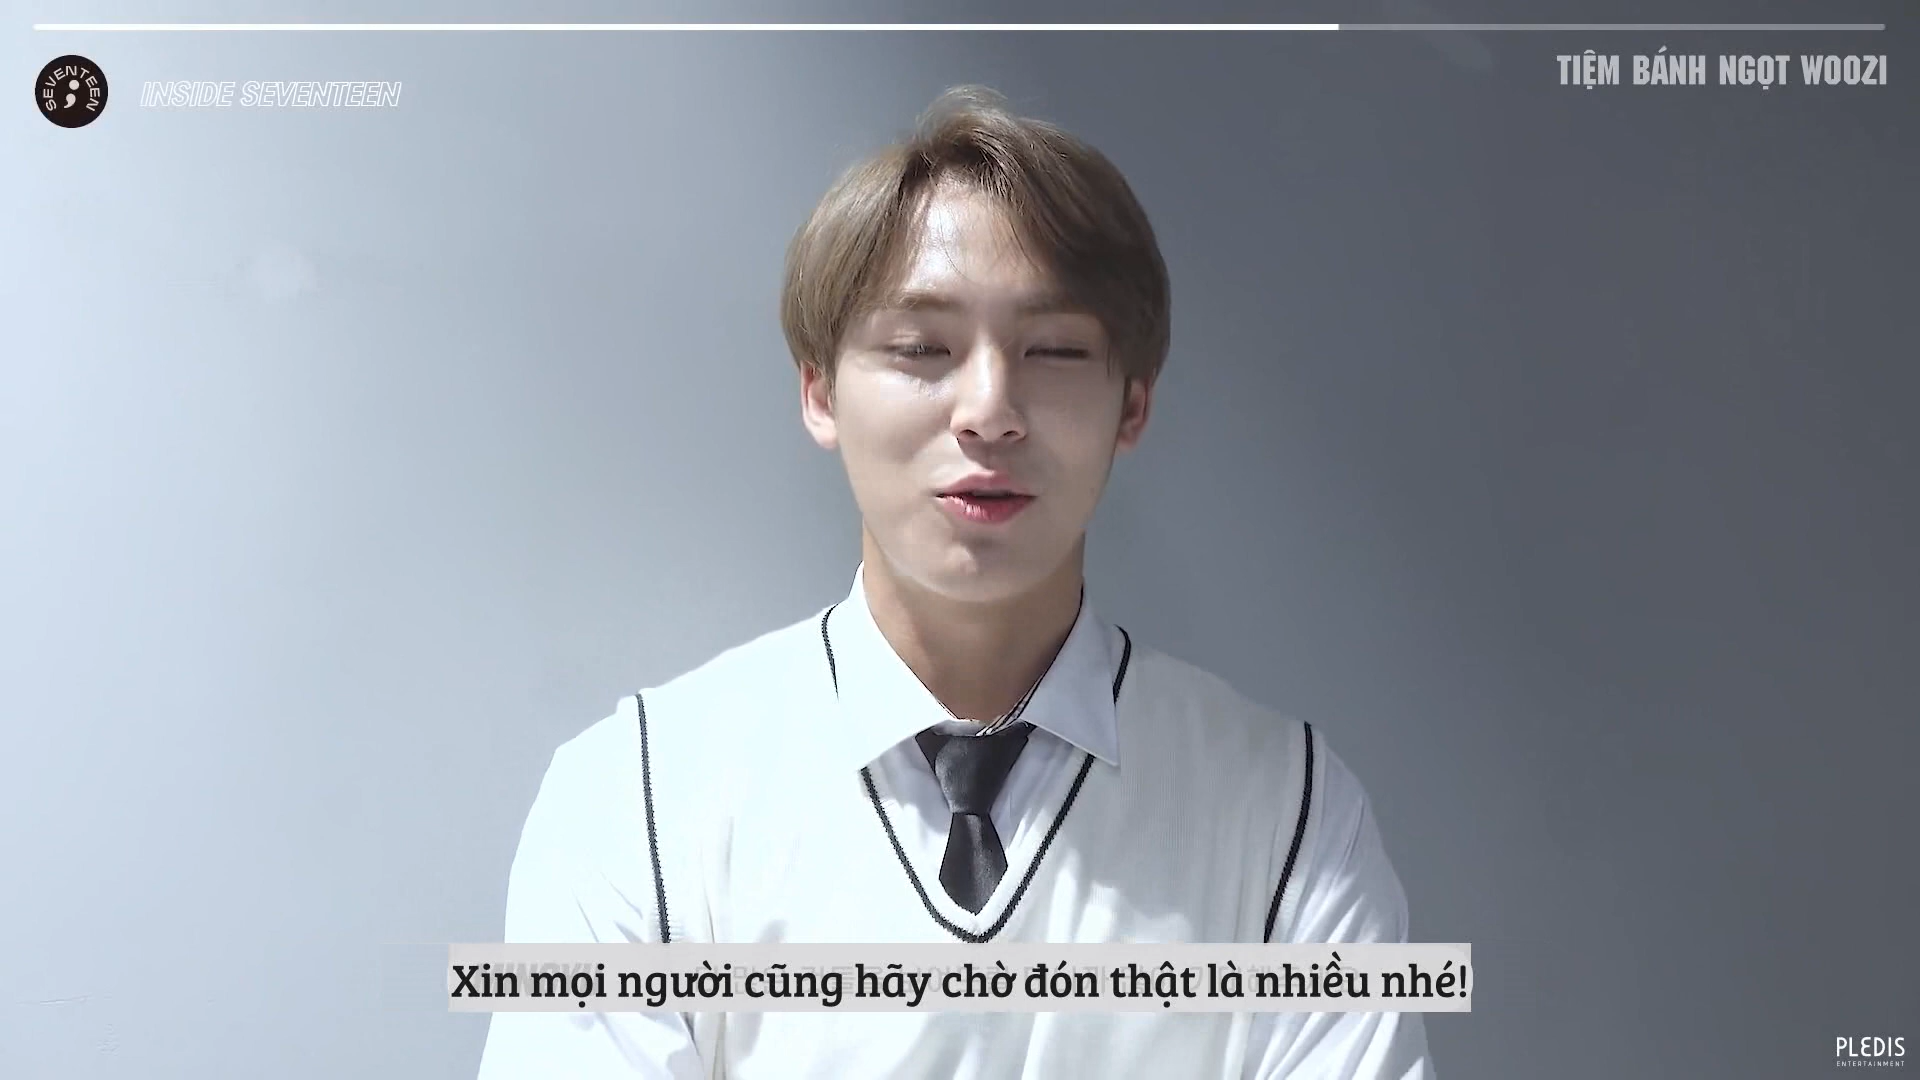 SEVENTEEN
INSIDE SEVENTEEN
TIỆM BÁNH NGỌT WOOZI
Xin mọi người cũng hãy chờ đón thật là nhiều nhé!
PLEDIS
ENTERTAINMENT